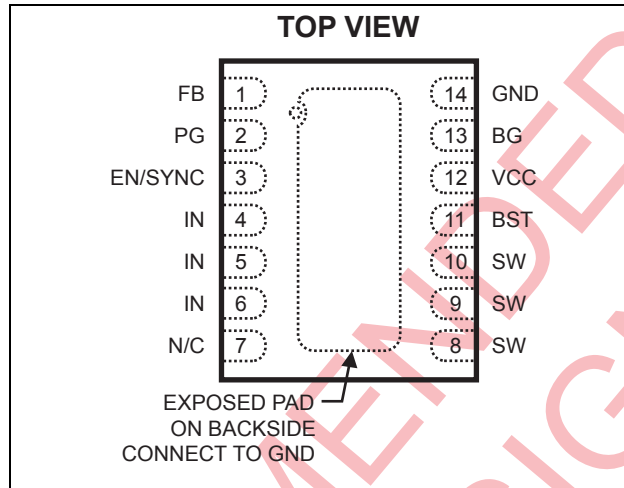 TOP VIEW
FB 1 14 GND
PG 2 13 BG
EN/SYNC 3 12 VCC
IN 4 11 BST
IN 5 10 SW
IN 6 9 SW
N/C 7 8 SW
EXPOSED PAD
ON BACKSIDE
CONNECT TO GND